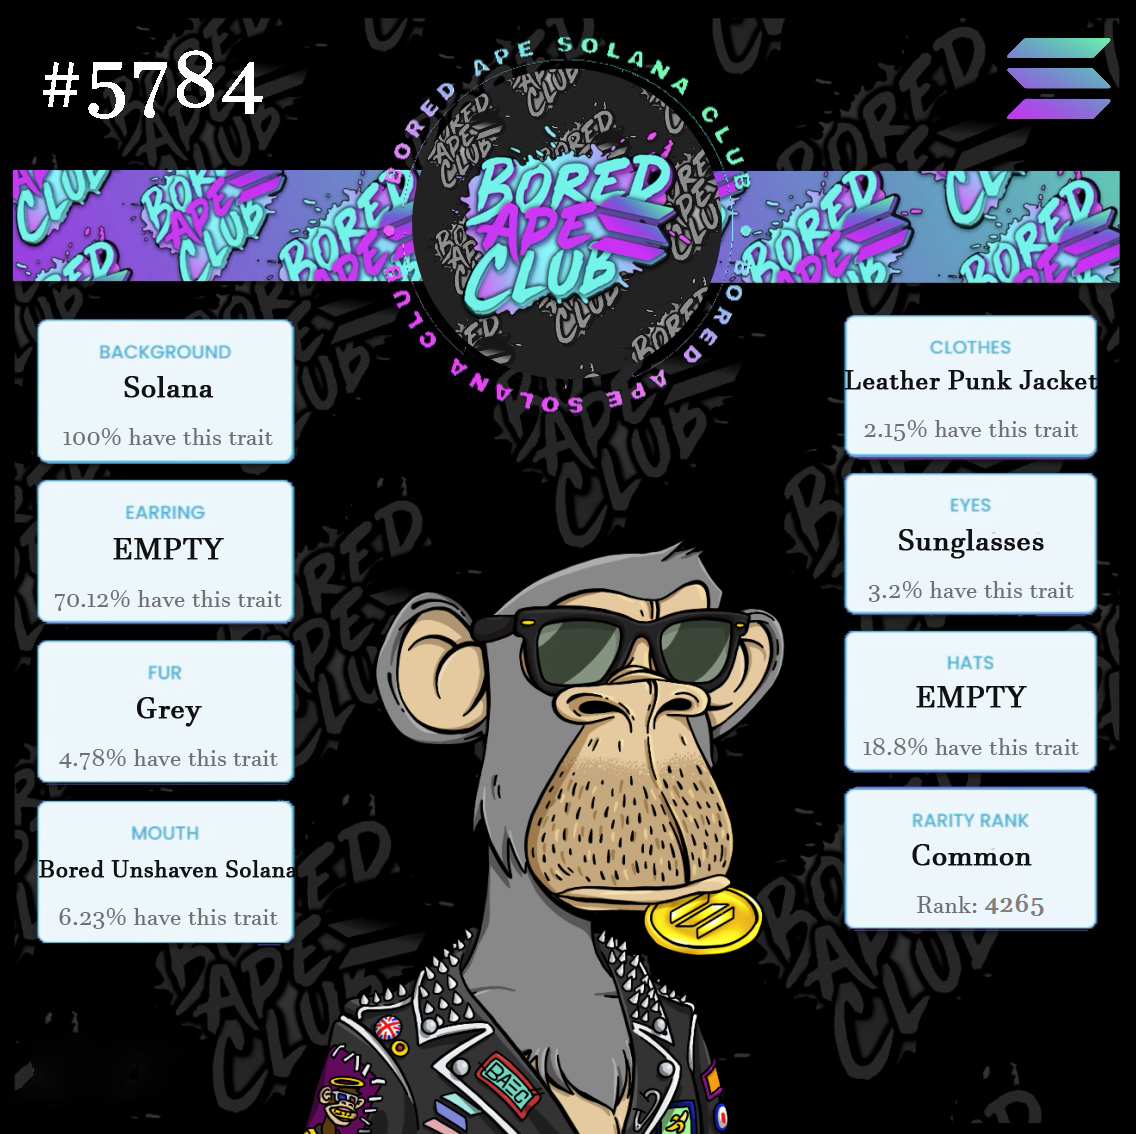 #5784
BORED APE SOLANA CLUB
BORED APE SOLANA CLUB
BORED
APE
CLUB
BACKGROUND
Solana
100% have this trait
EARRING
EMPTY
70.12% have this trait
FUR
Grey
4.78% have this trait
MOUTH
Bored Unshaven Solana
6.23% have this trait
CLOTHES
Leather Punk Jacket
2.15% have this trait
EYES
Sunglasses
3.2% have this trait
HATS
EMPTY
18.8% have this trait
RARITY RANK
Common
Rank: 4265